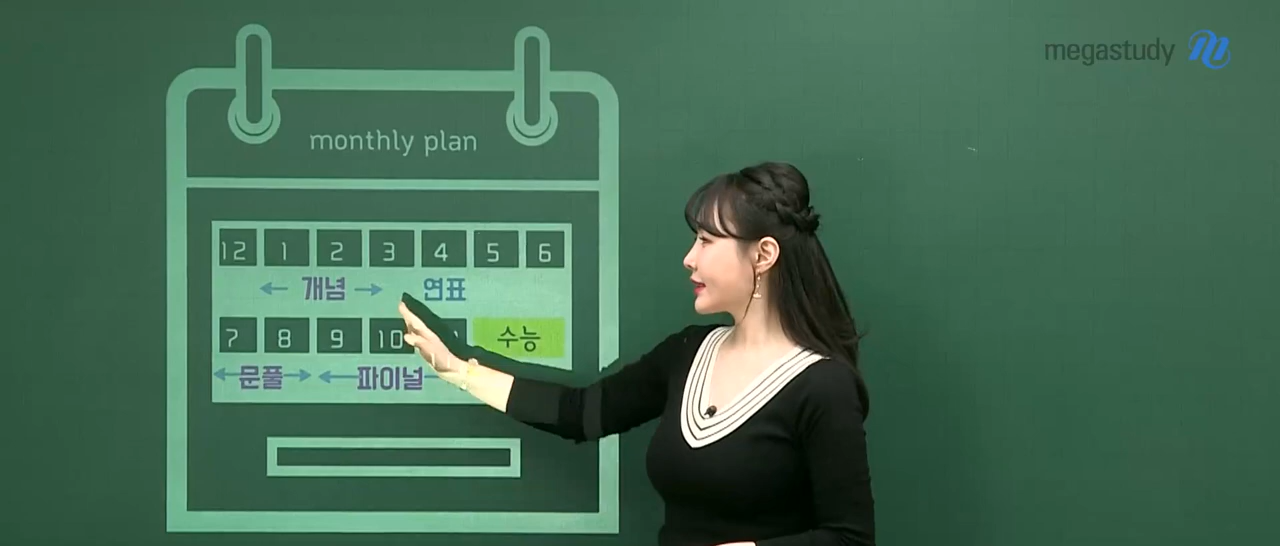 megastudy
monthly plan
12 1 2 3 4 5 6
개념 연표
7 8 9 10 수능
문풀 파이널